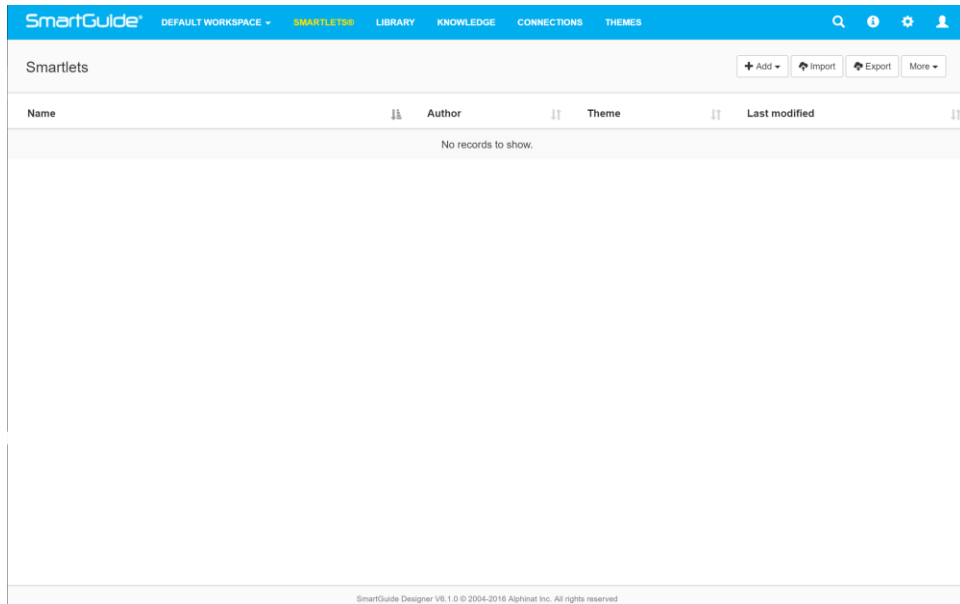 SmartGuide® DEFAULT WORKSPACE SMARTLETS® LIBRARY KNOWLEDGE CONNECTIONS THEMES
Smartlets Add Import Export More
Name Author Theme Last modified
No records to show.
SmartGuide Designer V6.1.0 © 2004-2016 Alphinat Inc. All rights reserved